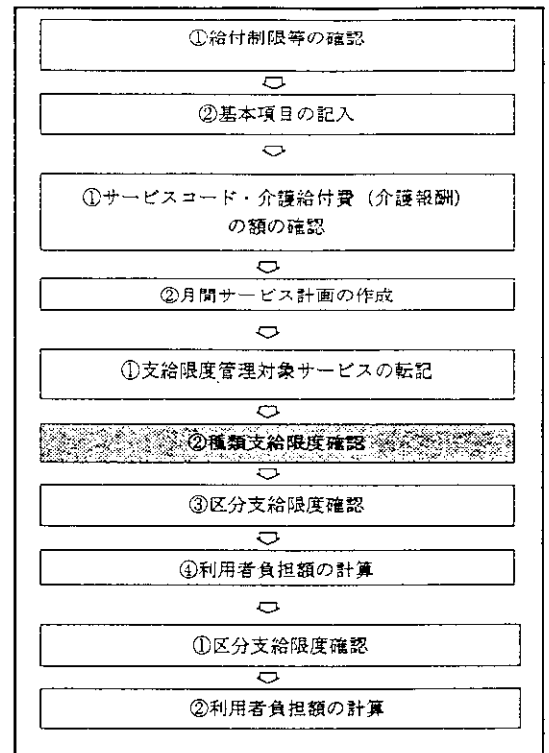 ①給付制限等の確認
②基本項目の記入
①サービスコード・介護給付費（介護報酬）
の額の確認
②月間サービス計画の作成
①支給限度管理対象サービスの転記
②種類支給限度確認
③区分支給限度確認
④利用者負担額の計算
①区分支給限度確認
②利用者負担額の計算